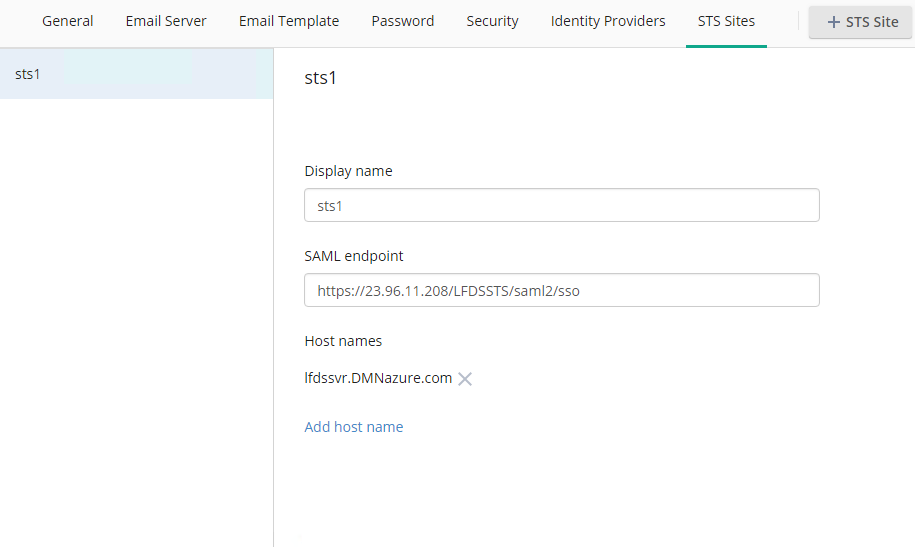 General Email Server Email Template Password Security Identity Providers STS Sites + STS Site
sts1
sts1
Display name
sts1
SAML endpoint
https://23.96.11.208/LFDSSTS/saml2/sso
Host names
lfdssvr.DMNazure.com
Add host name